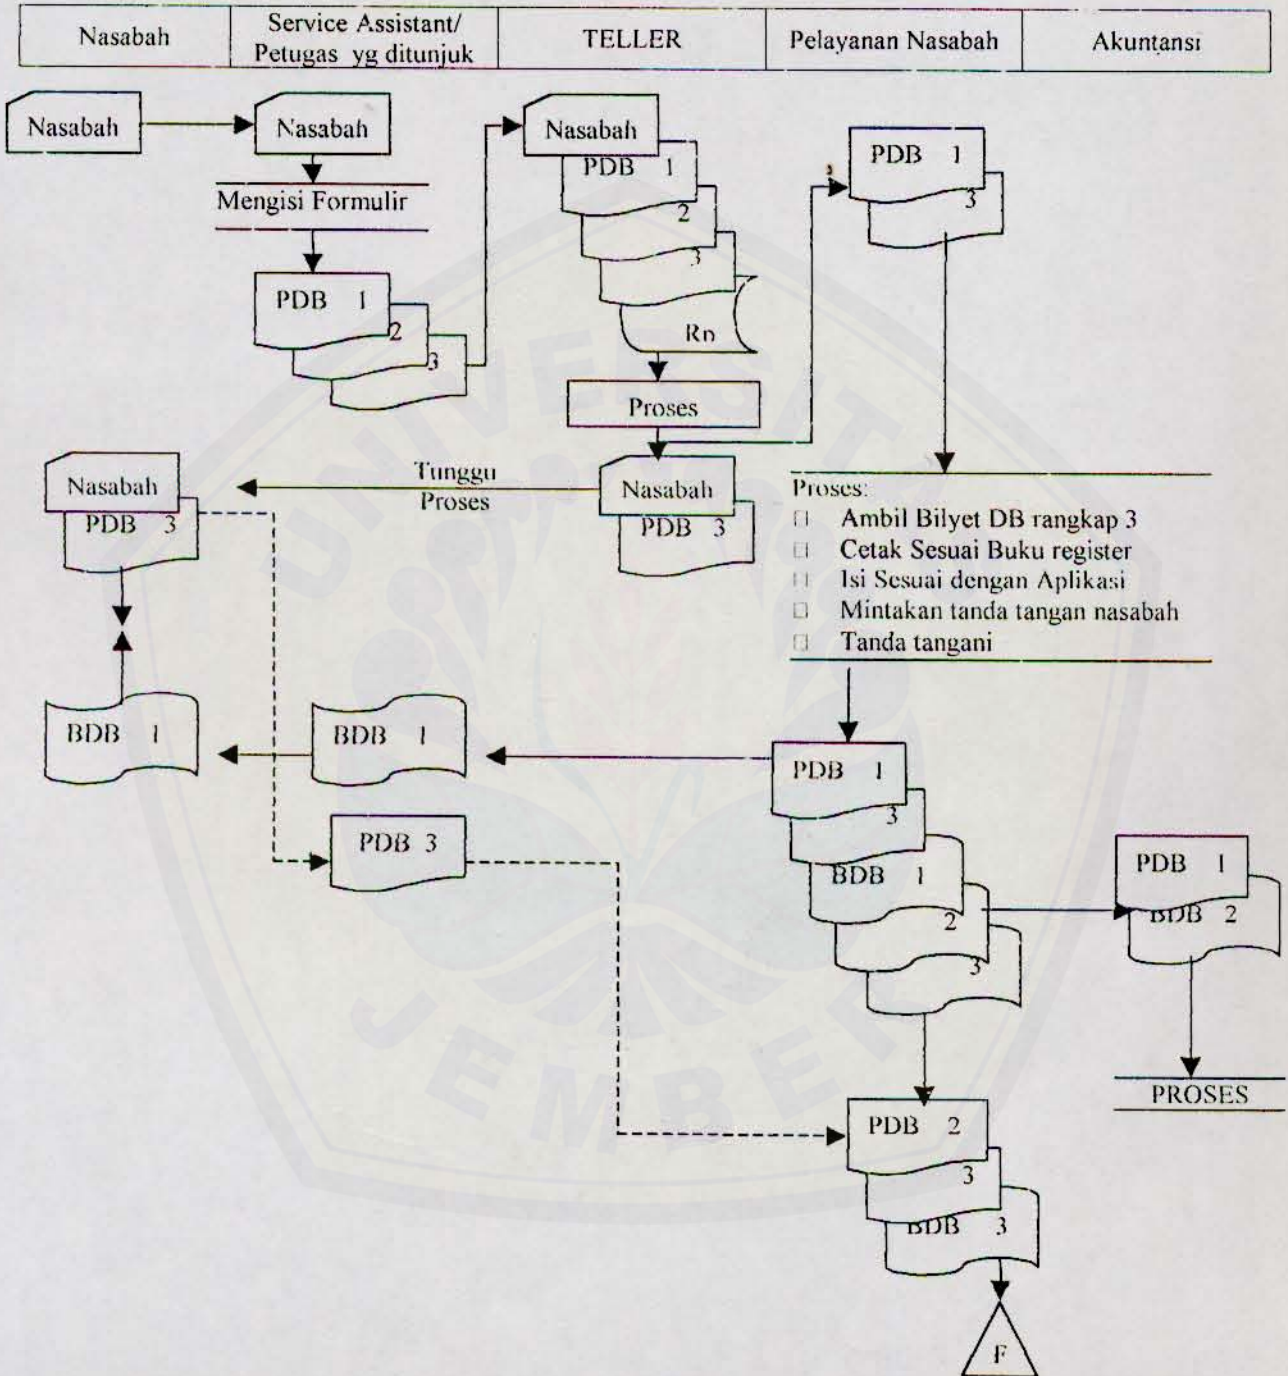 Nasabah
Service Assistant/
Petugas yg ditunjuk
TELLER
Pelayanan Nasabah
Akuntansi
Nasabah
Nasabah
Nasabah
PDB 1
2
3
Rp
PDB 1
3
Mengisi Formulir
PDB 1
2
3
Proses
Nasabah
PDB 3
Tunggu
Proses
Nasabah
PDB 3
Proses:
Ambil Bilyet DB rangkap 3
Cetak Sesuai Buku register
Isi Sesuai dengan Aplikasi
Mintakan tanda tangan nasabah
Tanda tangani
BDB 1
BDB 1
PDB 1
3
BDB 1
2
3
PDB 3
PDB 1
BDB 2
PROSES
PDB 2
3
BDB 3
F
UNIVERSITAS
JEMBER